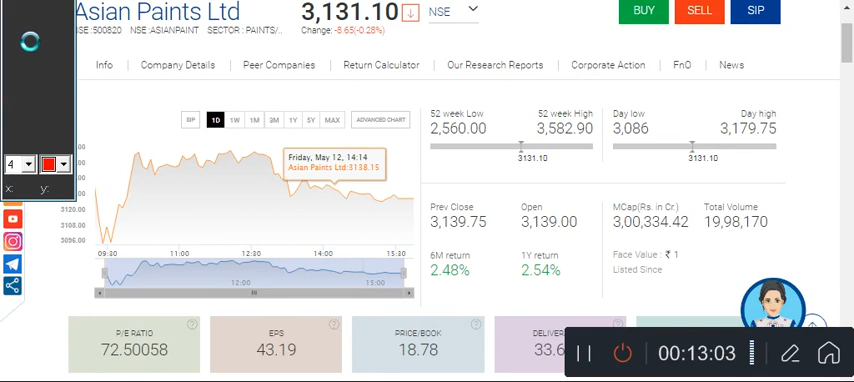 Asian Paints Ltd
3,131.10
NSE
BSE :500820 NSE :ASIANPAINT SECTOR : PAINTS/..
Change: -8.65(-0.28%)
BUY
SELL
SIP
Info
Company Details
Peer Companies
Return Calculator
Our Research Reports
Corporate Action
FnO
News
SIP 1D 1W 1M 3M 1Y 5Y MAX ADVANCED CHART
52 week Low 52 week High
2,560.00 3,582.90
3131.10
Day low Day high
3,086 3,179.75
3131.10
Friday, May 12, 14:14
Asian Paints Ltd:3138.15
3120.00
3108.00
3096.00
09:30 11:00 12:30 14:00 15:30
12:00 15:00
Prev Close Open
3,139.75 3,139.00
6M return 1Y return
2.48% 2.54%
MCap(Rs. in Cr.) Total Volume
3,00,334.42 19,98,170
Face Value : ₹ 1
Listed Since
4
x: y:
P/E RATIO
72.50058
EPS
43.19
PRICE/BOOK
18.78
DELIVER
33.6
00:13:03